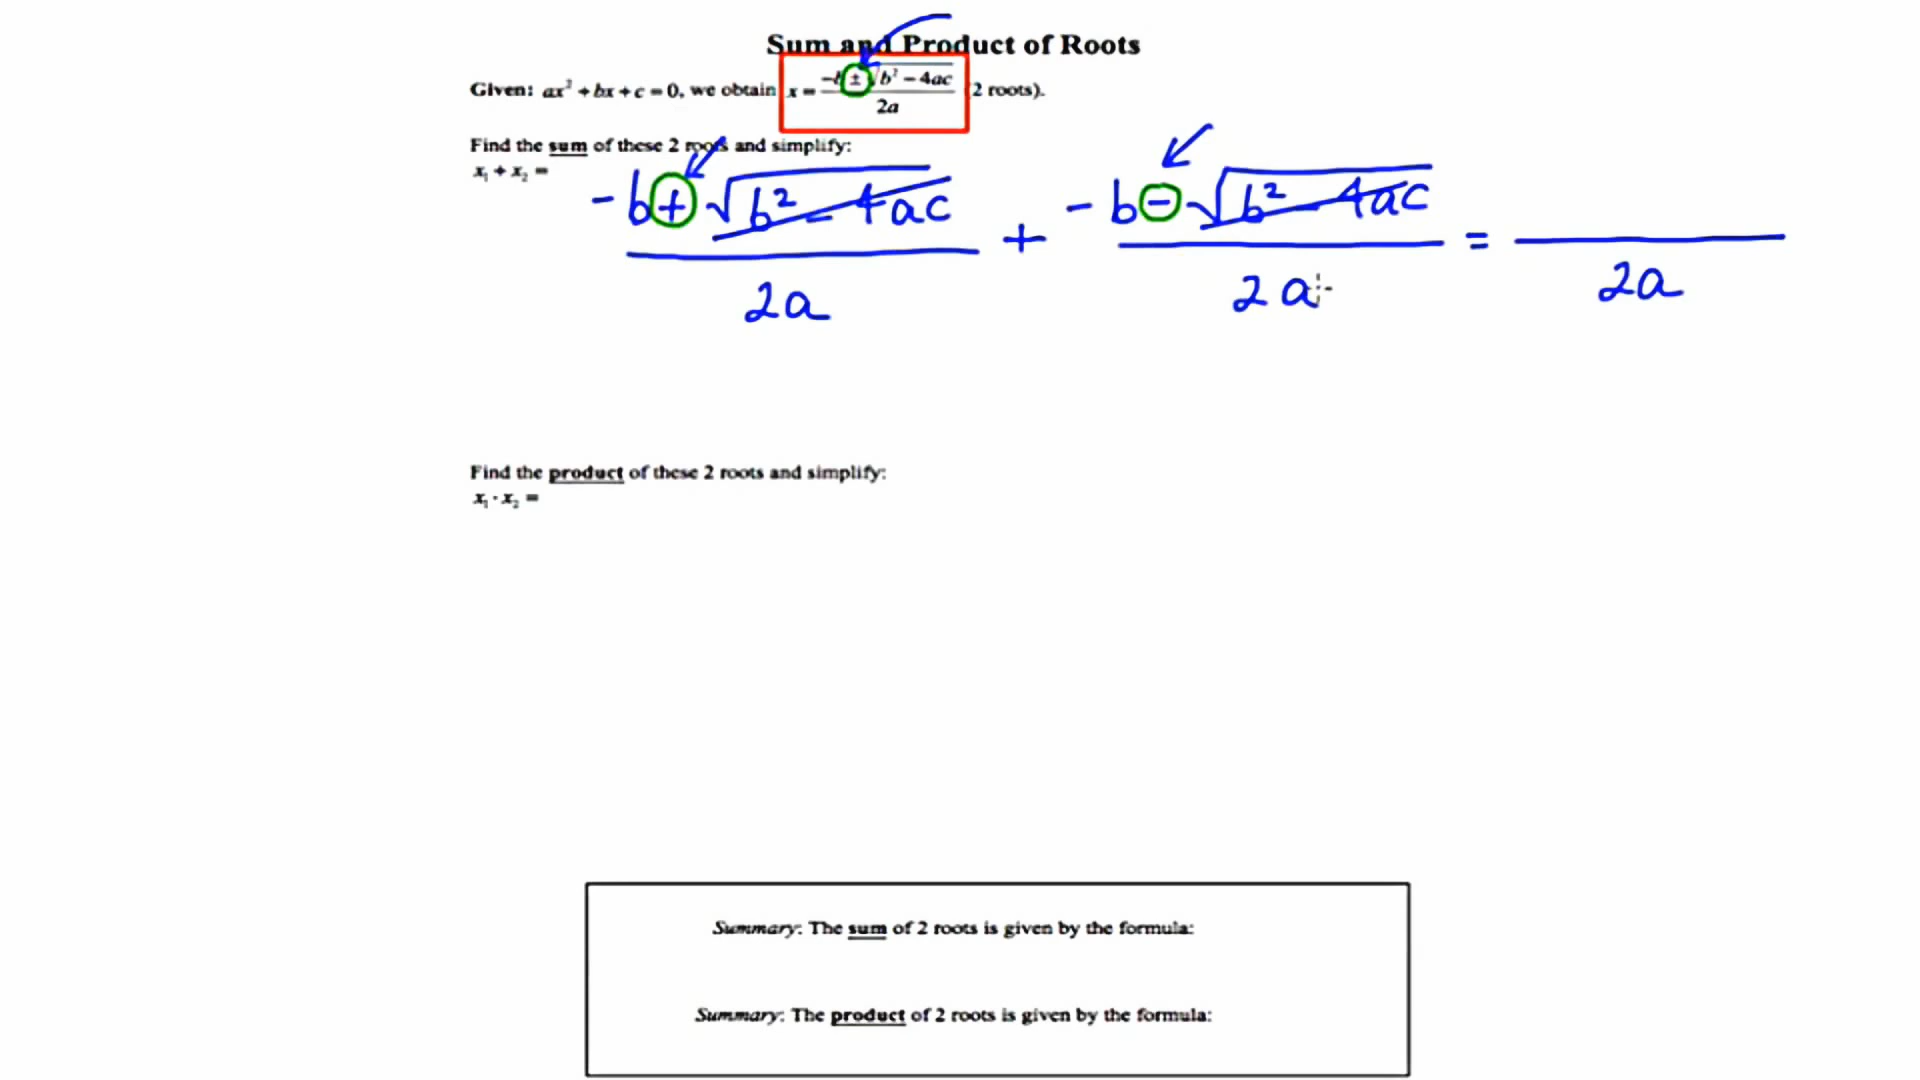 Sum and Product of Roots
Given: ax² + bx + c = 0, we obtain x = (-b ± √(b² - 4ac)) / 2a (2 roots).
Find the sum of these 2 roots and simplify:
x₁ + x₂ =
(-b + √(b² - 4ac)) / 2a + (-b - √(b² - 4ac)) / 2a = / 2a
Find the product of these 2 roots and simplify:
x₁ · x₂ =
Summary: The sum of 2 roots is given by the formula:
Summary: The product of 2 roots is given by the formula: